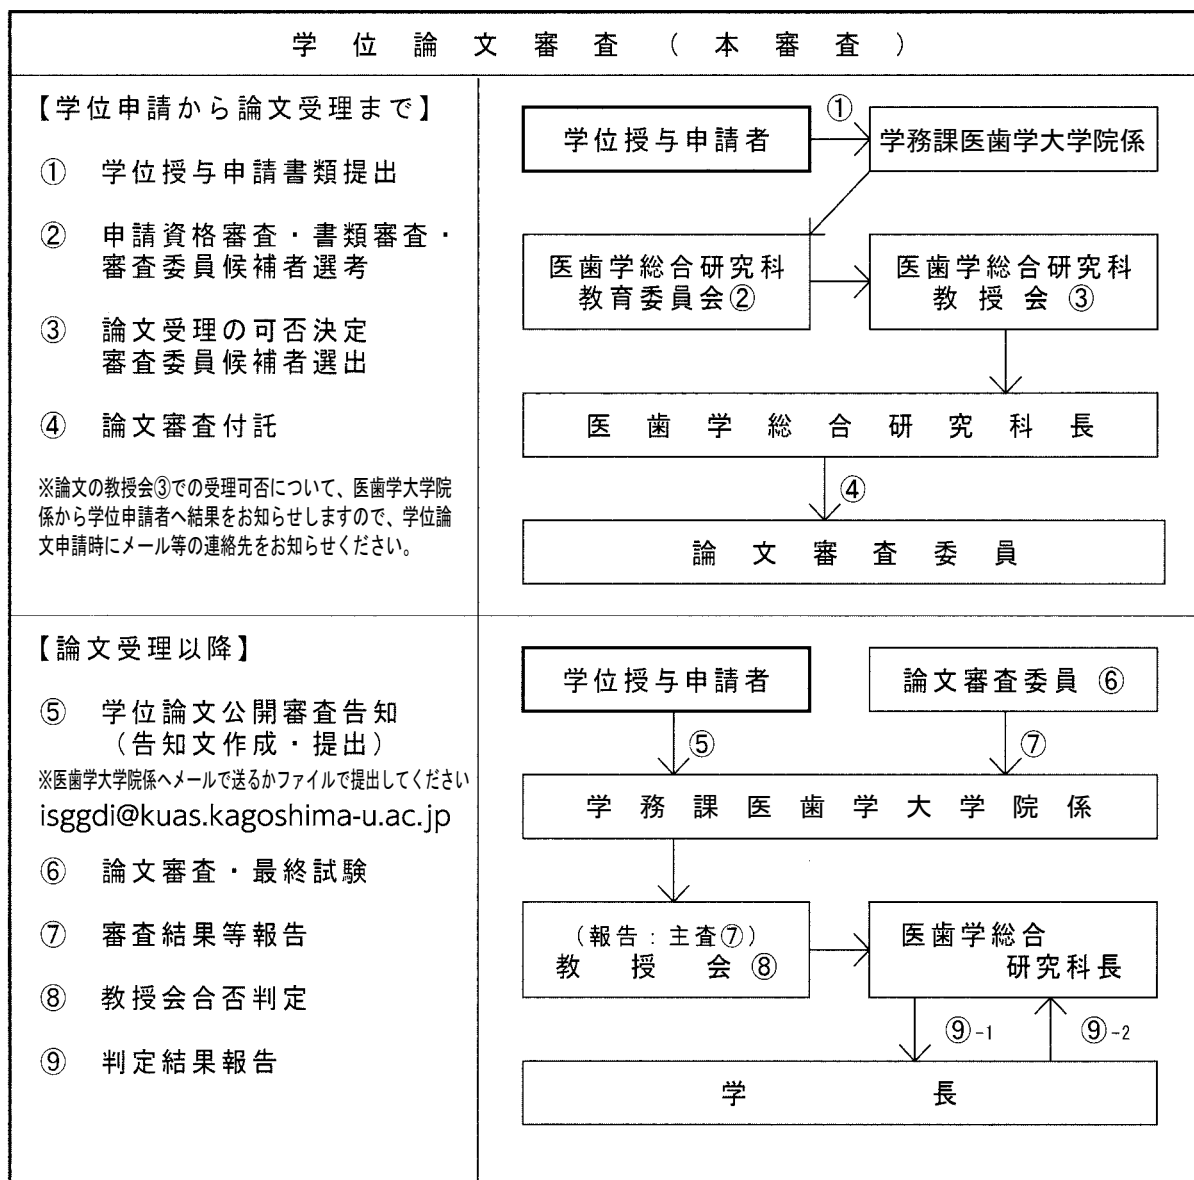 学位論文審査（本審査）
【学位申請から論文受理まで】
① 学位授与申請書類提出
② 申請資格審査・書類審査・
審査委員候補者選考
③ 論文受理の可否決定
審査委員候補者選出
④ 論文審査付託
※論文の教授会③での受理可否について、医歯学大学院
係から学位申請者へ結果をお知らせしますので、学位論
文申請時にメール等の連絡先をお知らせください。
学位授与申請者
①
学務課医歯学大学院係
医歯学総合研究科
教育委員会②
医歯学総合研究科
教授会③
医歯学総合研究科長
④
論文審査委員
【論文受理以降】
⑤ 学位論文公開審査告知
（告知文作成・提出）
※医歯学大学院係へメールで送るかファイルで提出してください
isggdi@kuas.kagoshima-u.ac.jp
⑥ 論文審査・最終試験
⑦ 審査結果等報告
⑧ 教授会合否判定
⑨ 判定結果報告
学位授与申請者
論文審査委員⑥
⑤
⑦
学務課医歯学大学院係
（報告：主査⑦）
教授会⑧
医歯学総合
研究科長
⑨-1
⑨-2
学長